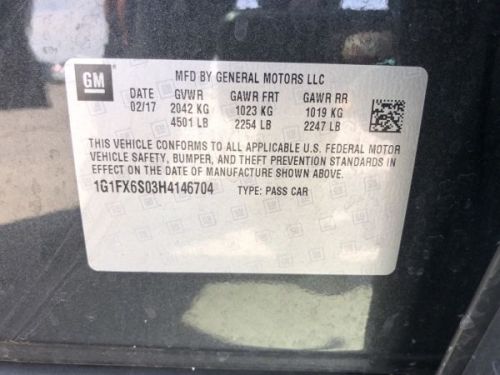 GM
MFD BY GENERAL MOTORS LLC
DATE GVWR GAWR FRT GAWR RR
02/17 2042 KG 1023 KG 1019 KG
4501 LB 2254 LB 2247 LB
THIS VEHICLE CONFORMS TO ALL APPLICABLE U.S. FEDERAL MOTOR
VEHICLE SAFETY, BUMPER, AND THEFT PREVENTION STANDARDS IN
EFFECT ON THE DATE OF MANUFACTURE SHOWN ABOVE.
1G1FX6S03H4146704 TYPE: PASS CAR